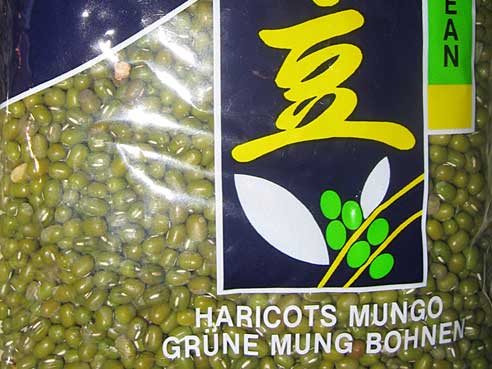 豆
EAN
HARICOTS MUNGO
GRÜNE MUNG BOHNEN